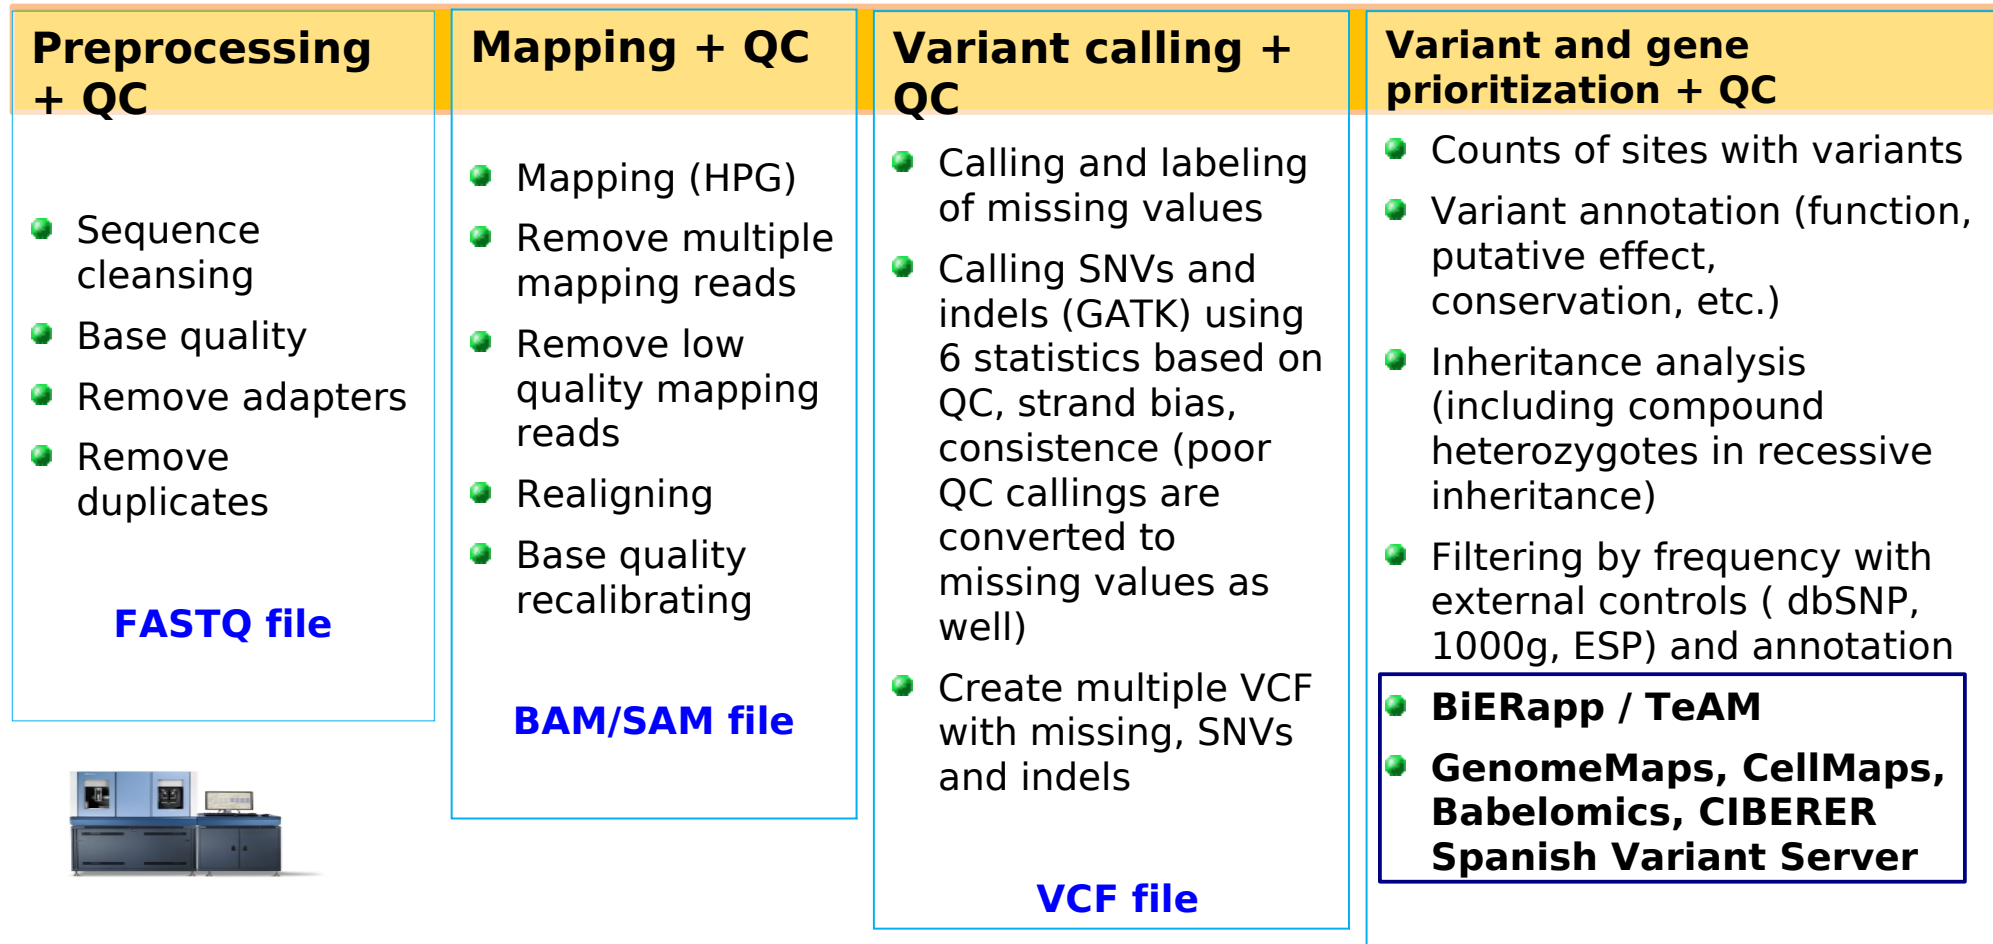 Preprocessing
+ QC
Sequence
cleansing
Base quality
Remove adapters
Remove
duplicates
FASTQ file
Mapping + QC
Mapping (HPG)
Remove multiple
mapping reads
Remove low
quality mapping
reads
Realigning
Base quality
recalibrating
BAM/SAM file
Variant calling +
QC
Calling and labeling
of missing values
Calling SNVs and
indels (GATK) using
6 statistics based on
QC, strand bias,
consistence (poor
QC callings are
converted to
missing values as
well)
Create multiple VCF
with missing, SNVs
and indels
VCF file
Variant and gene
prioritization + QC
Counts of sites with variants
Variant annotation (function,
putative effect,
conservation, etc.)
Inheritance analysis
(including compound
heterozygotes in recessive
inheritance)
Filtering by frequency with
external controls ( dbSNP,
1000g, ESP) and annotation
BiERapp / TeAM
GenomeMaps, CellMaps,
Babelomics, CIBERER
Spanish Variant Server